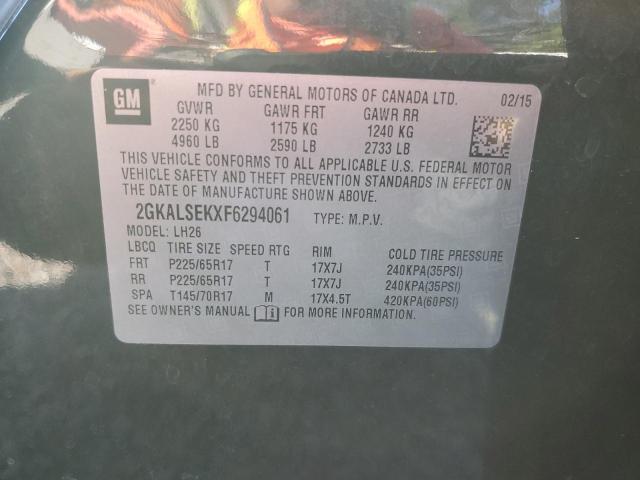 GM
MFD BY GENERAL MOTORS OF CANADA LTD. 02/15
GVWR GAWR FRT GAWR RR
2250 KG 1175 KG 1240 KG
4960 LB 2590 LB 2733 LB
THIS VEHICLE CONFORMS TO ALL APPLICABLE U.S. FEDERAL MOTOR
VEHICLE SAFETY AND THEFT PREVENTION STANDARDS IN EFFECT ON
THE DATE OF MANUFACTURE SHOWN ABOVE.
2GKALSEKXF6294061 TYPE: M.P.V.
MODEL: LH26
LBCQ TIRE SIZE SPEED RTG RIM COLD TIRE PRESSURE
FRT P225/65R17 T 17X7J 240KPA(35PSI)
RR P225/65R17 T 17X7J 240KPA(35PSI)
SPA T145/70R17 M 17X4.5T 420KPA(60PSI)
SEE OWNER'S MANUAL FOR MORE INFORMATION.